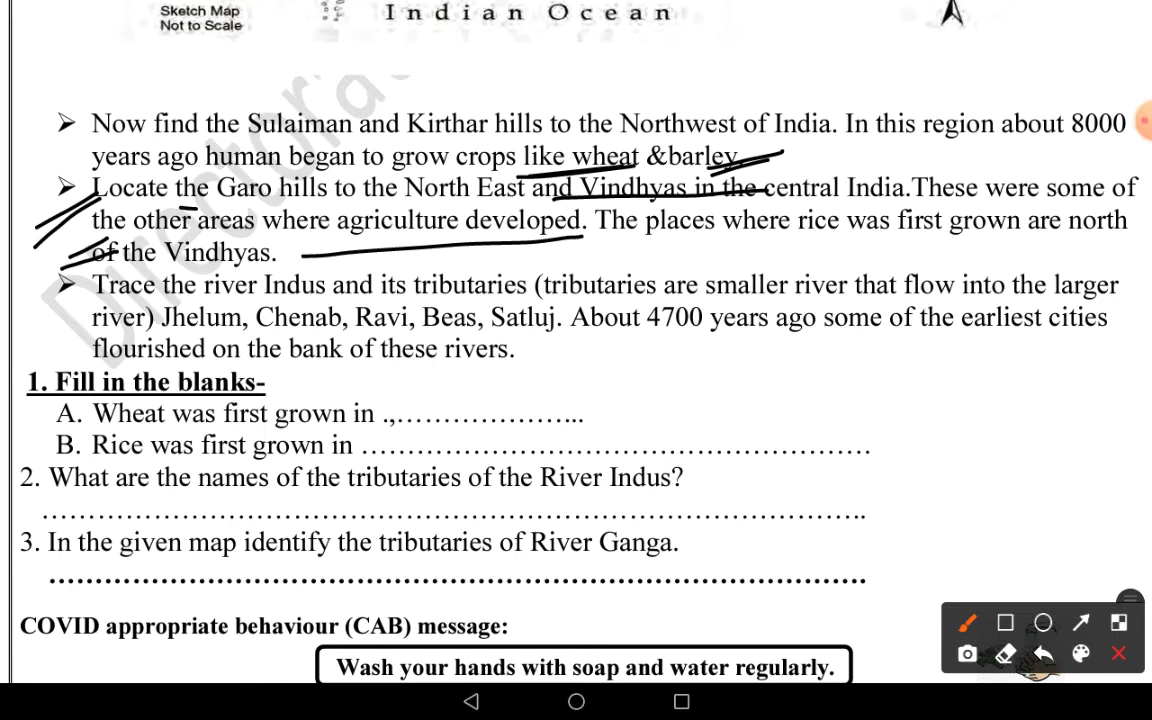 Sketch Map
Not to Scale
Indian Ocean
➢ Now find the Sulaiman and Kirthar hills to the Northwest of India. In this region about 8000
years ago human began to grow crops like wheat &barley.
➢ Locate the Garo hills to the North East and Vindhyas in the central India.These were some of
the other areas where agriculture developed. The places where rice was first grown are north
of the Vindhyas.
➢ Trace the river Indus and its tributaries (tributaries are smaller river that flow into the larger
river) Jhelum, Chenab, Ravi, Beas, Satluj. About 4700 years ago some of the earliest cities
flourished on the bank of these rivers.
1. Fill in the blanks-
A. Wheat was first grown in .,…………………..
B. Rice was first grown in ……………………………………………….
2. What are the names of the tributaries of the River Indus?
……………………………………………………………………………..
3. In the given map identify the tributaries of River Ganga.
……………………………………………………………………………
COVID appropriate behaviour (CAB) message:
Wash your hands with soap and water regularly.